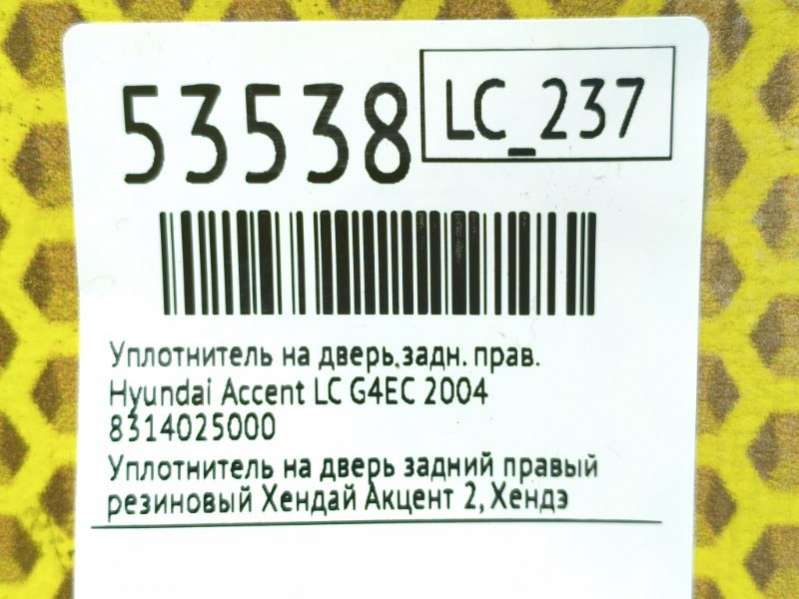 53538
LC_237
Уплотнитель на дверь.задн. прав.
Hyundai Accent LC G4EC 2004
8314025000
Уплотнитель на дверь задний правый
резиновый Хендай Акцент 2, Хендэ